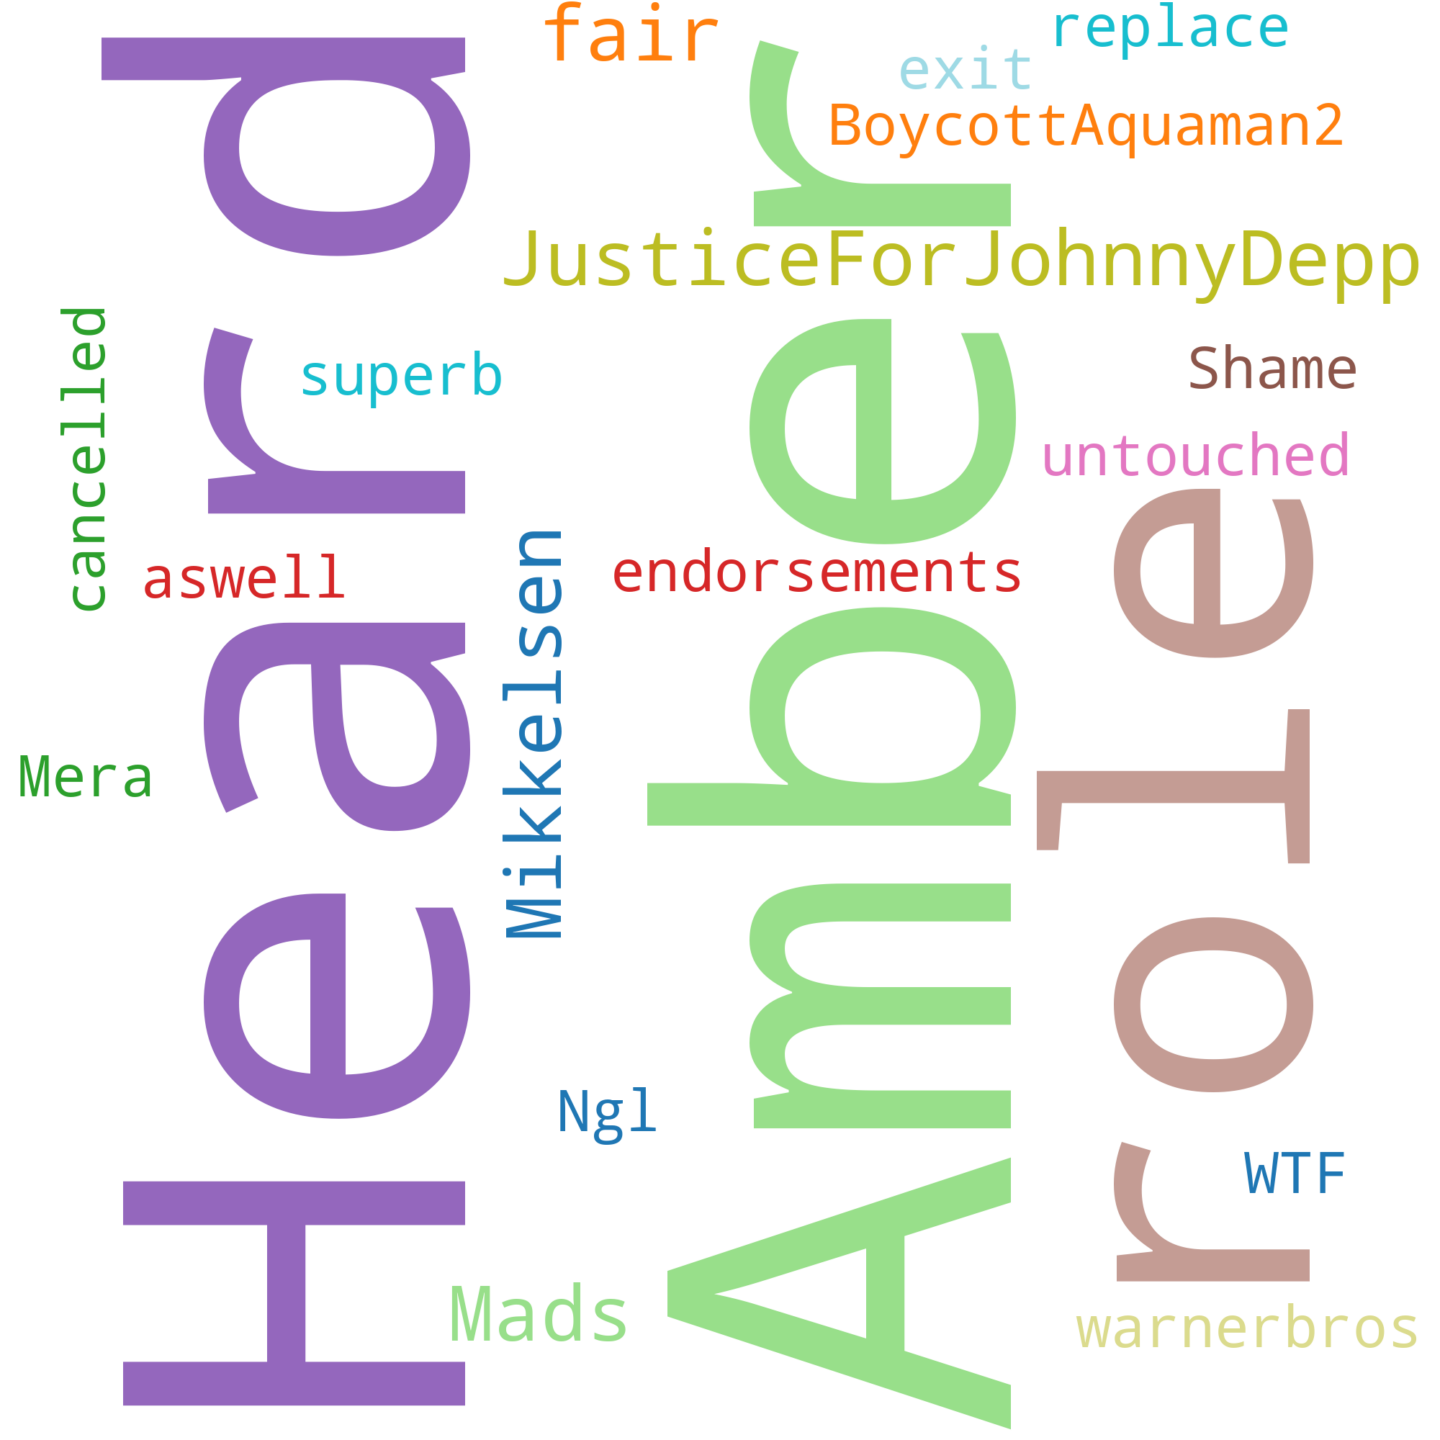 fair
replace
exit
BoycottAquaman2
JusticeForJohnnyDepp
Heard
Amber
role
cancelled
superb
Shame
untouched
aswell
endorsements
Mikkelsen
Mera
Ngl
WTF
Mads
warnerbros